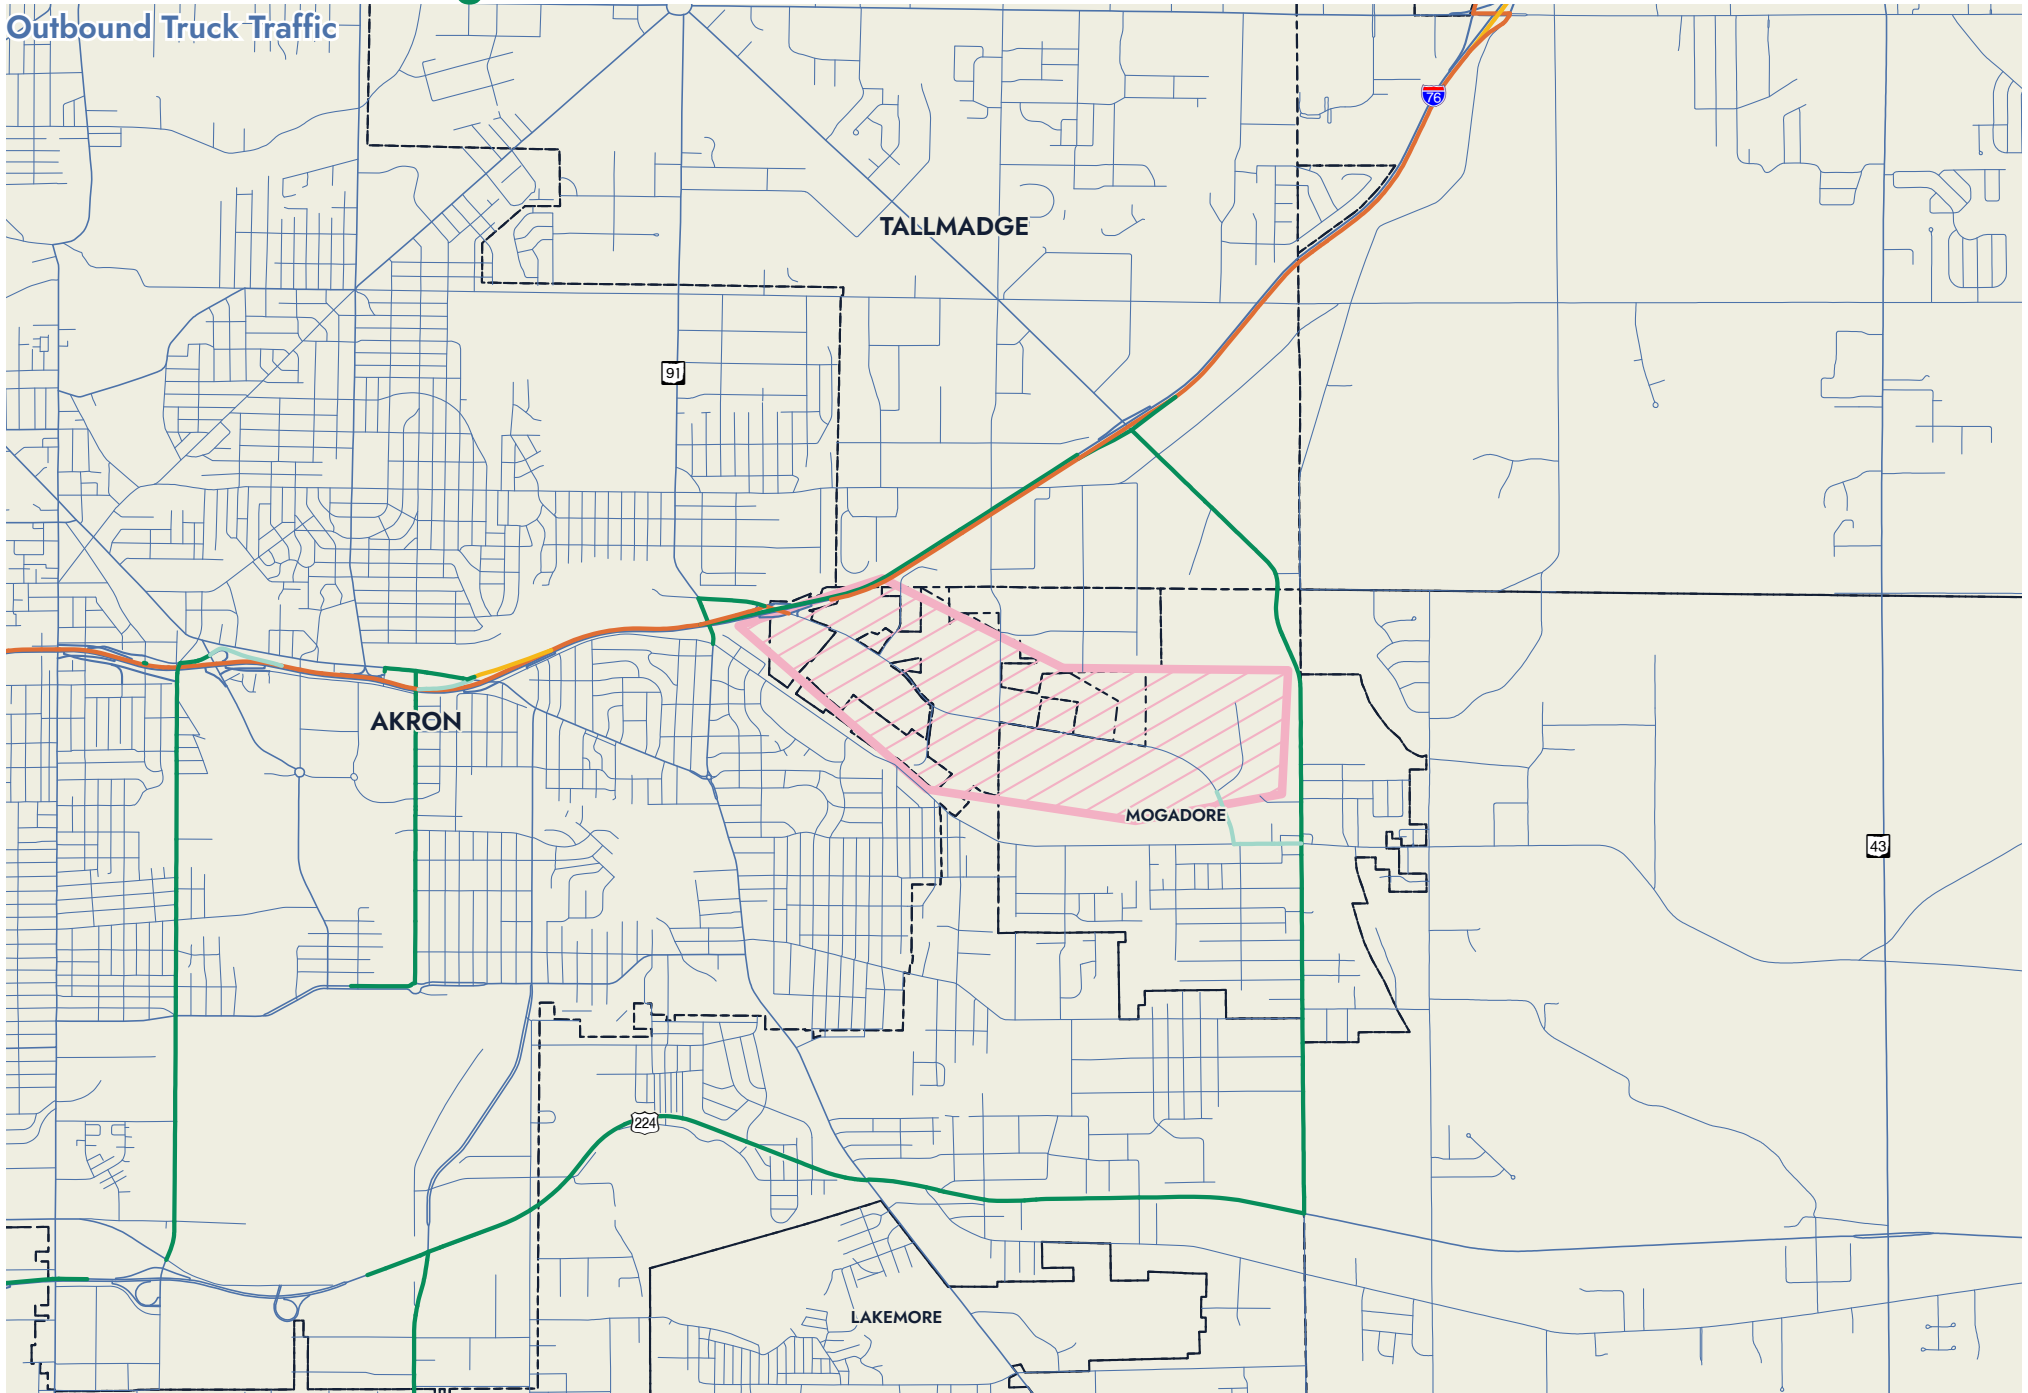 Outbound Truck Traffic
76
TALLMADGE
91
AKRON
MOGADORE
43
224
LAKEMORE